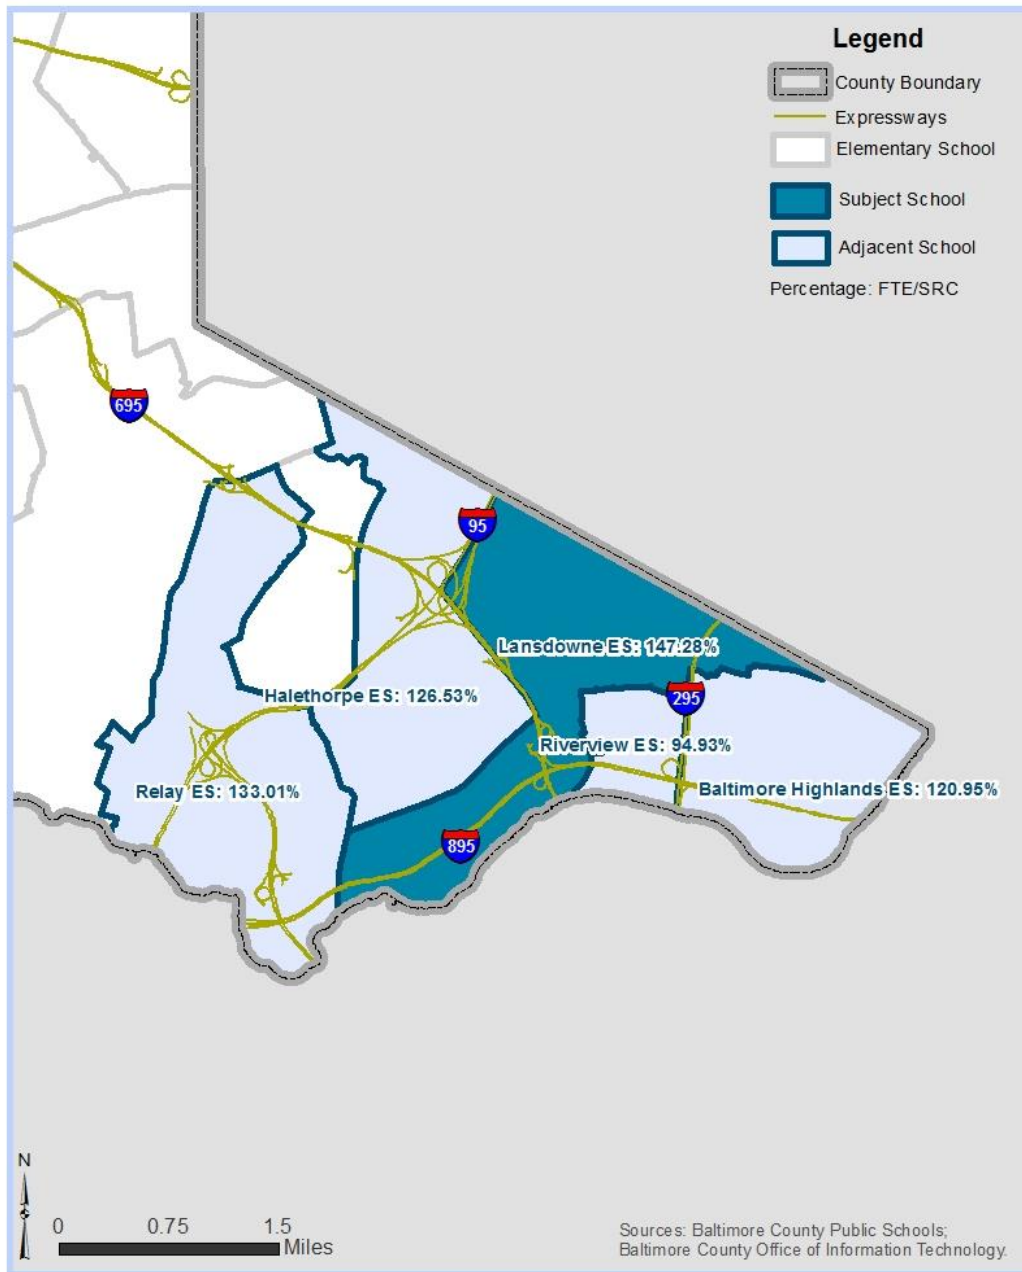 Legend
County Boundary
Expressways
Elementary School
Subject School
Adjacent School
Percentage: FTE/SRC
695
95
Lansdowne ES: 147.28%
Halethorpe ES: 126.53%
295
Riverview ES: 94.93%
Relay ES: 133.01%
Baltimore Highlands ES: 120.95%
895
N
0 0.75 1.5
Miles
Sources: Baltimore County Public Schools;
Baltimore County Office of Information Technology.